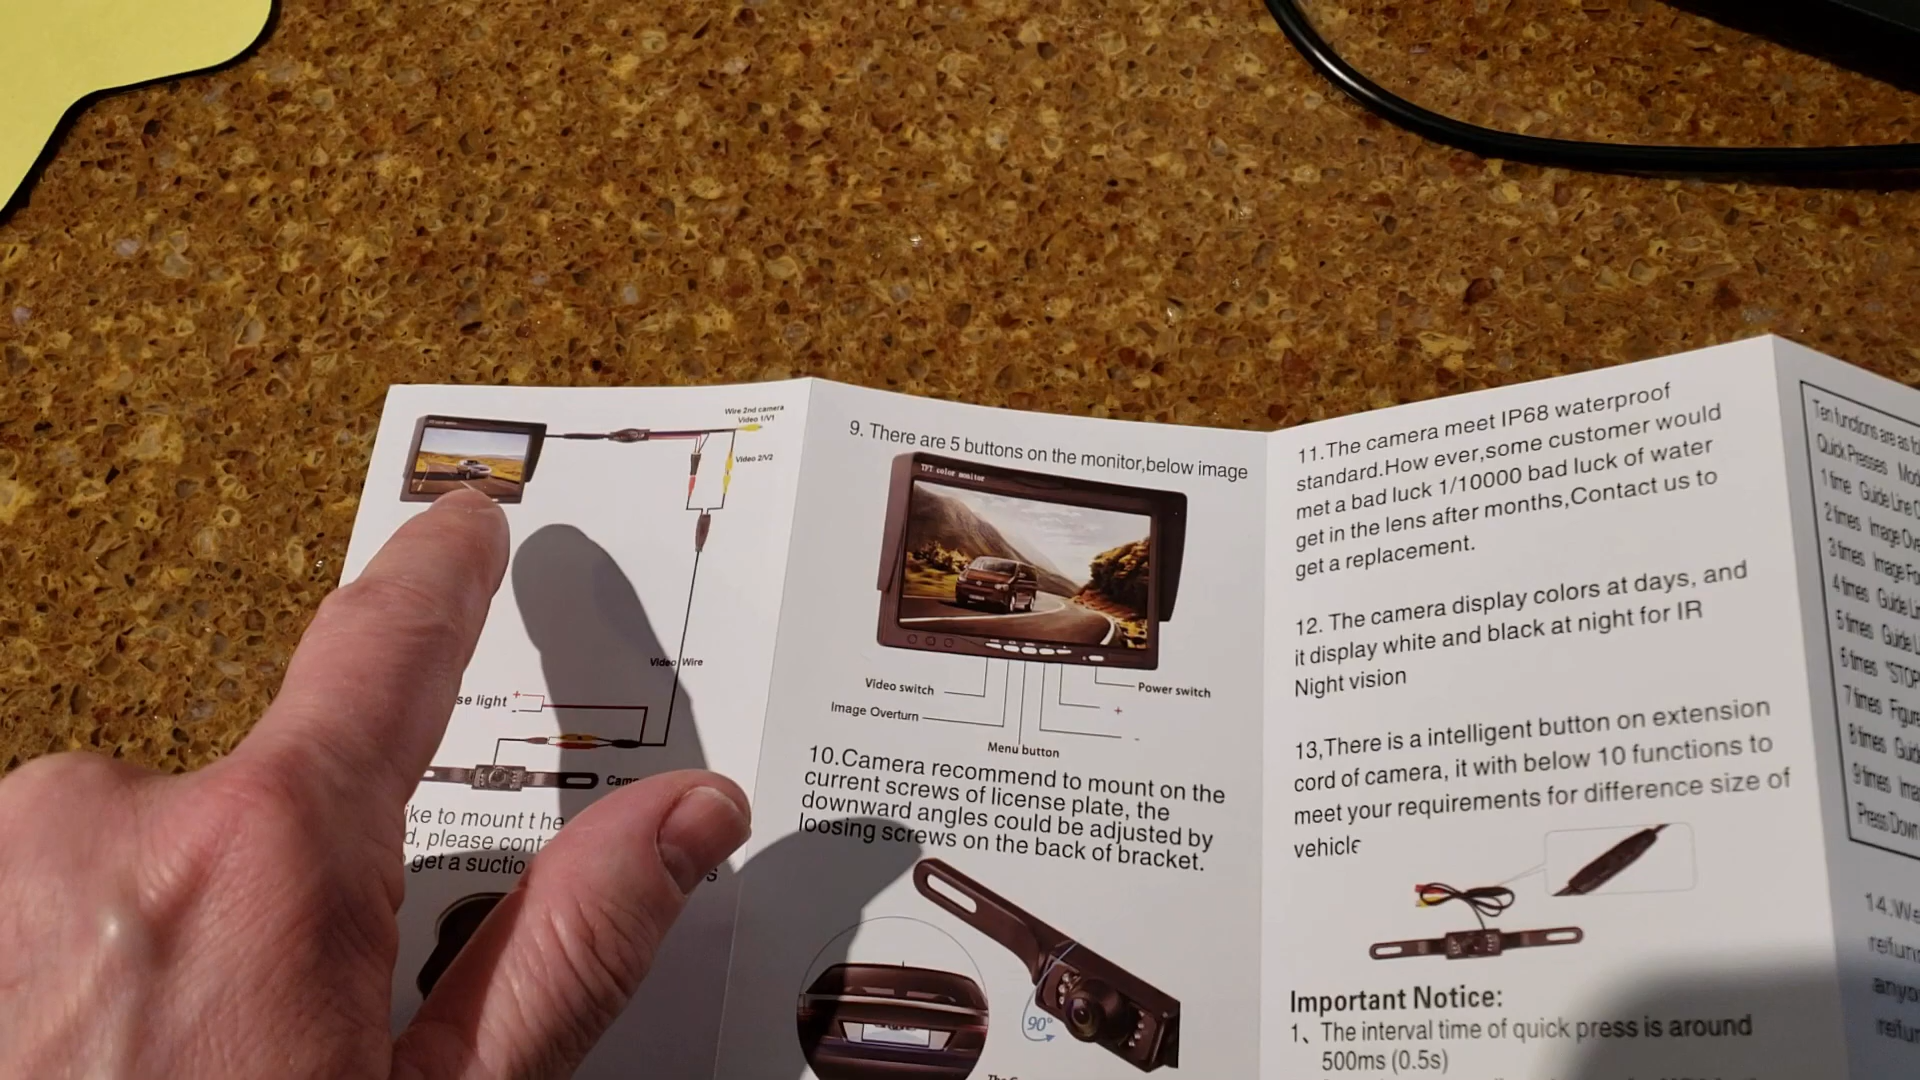 Wire 2nd camera
Video 1/V1
Video 2/V2
Video Wire
se light
+
-
ike to mount t he
d, please conta
get a suctio
s
9. There are 5 buttons on the monitor,below image
TFT color monitor
Video switch
Image Overturn
Menu button
Power switch
+
-
10.Camera recommend to mount on the
current screws of license plate, the
downward angles could be adjusted by
loosing screws on the back of bracket.
90°
11.The camera meet IP68 waterproof
standard.How ever,some customer would
met a bad luck 1/10000 bad luck of water
get in the lens after months,Contact us to
get a replacement.
12. The camera display colors at days, and
it display white and black at night for IR
Night vision
13,There is a intelligent button on extension
cord of camera, it with below 10 functions to
meet your requirements for difference size of
vehicle
Important Notice:
1、The interval time of quick press is around
500ms (0.5s)
Ten functions are as fo
Quick Presses Mod
1 time Guide Line C
2 times Image Ove
3 times Image Fo
4 times Guide Li
5 times Guide L
6 times "STOP
7 times Figure
8 times Guid
9 times Ima
Press Down
14.We
refun
anyo
refun